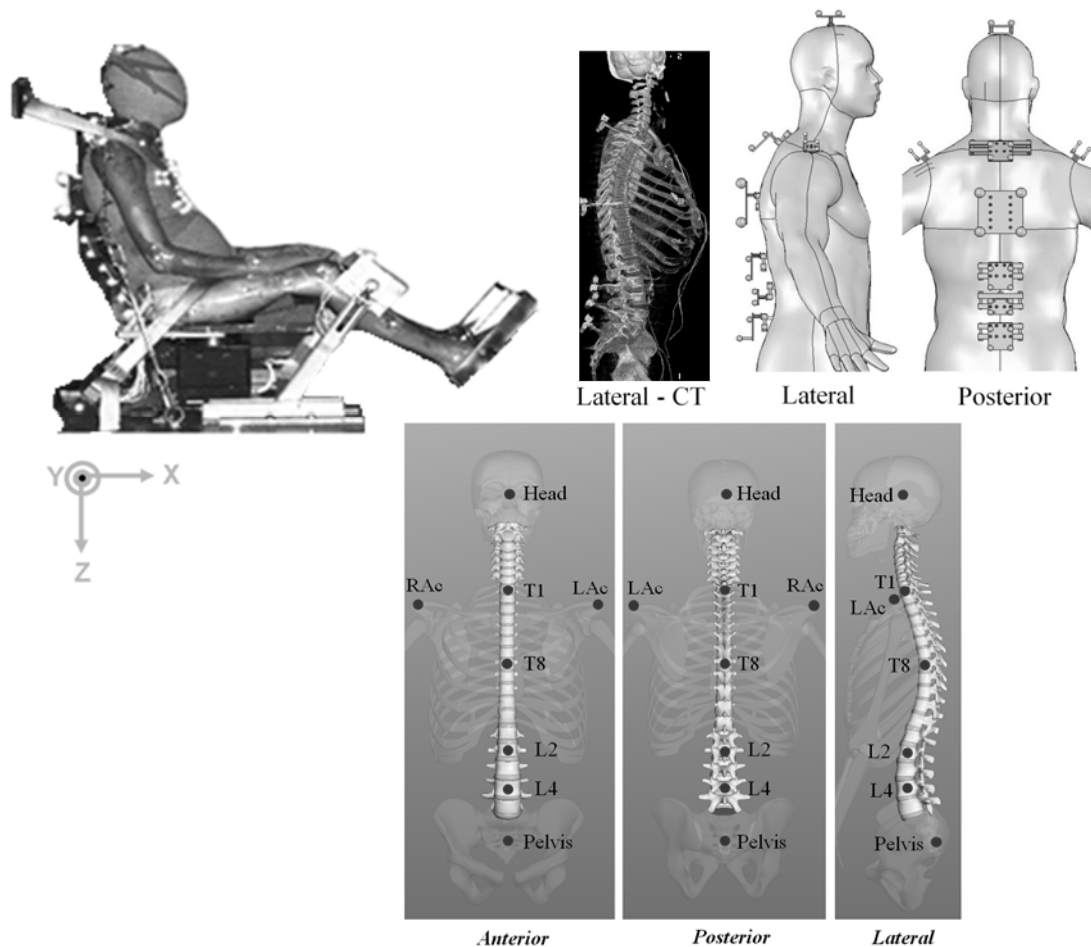 Lateral - CT
Lateral
Posterior
Y
X
Z
Head
RAc
LAc
T1
T8
L2
L4
Pelvis
Anterior
Head
LAc
RAc
T1
T8
L2
L4
Pelvis
Posterior
Head
T1
LAc
T8
L2
L4
Pelvis
Lateral